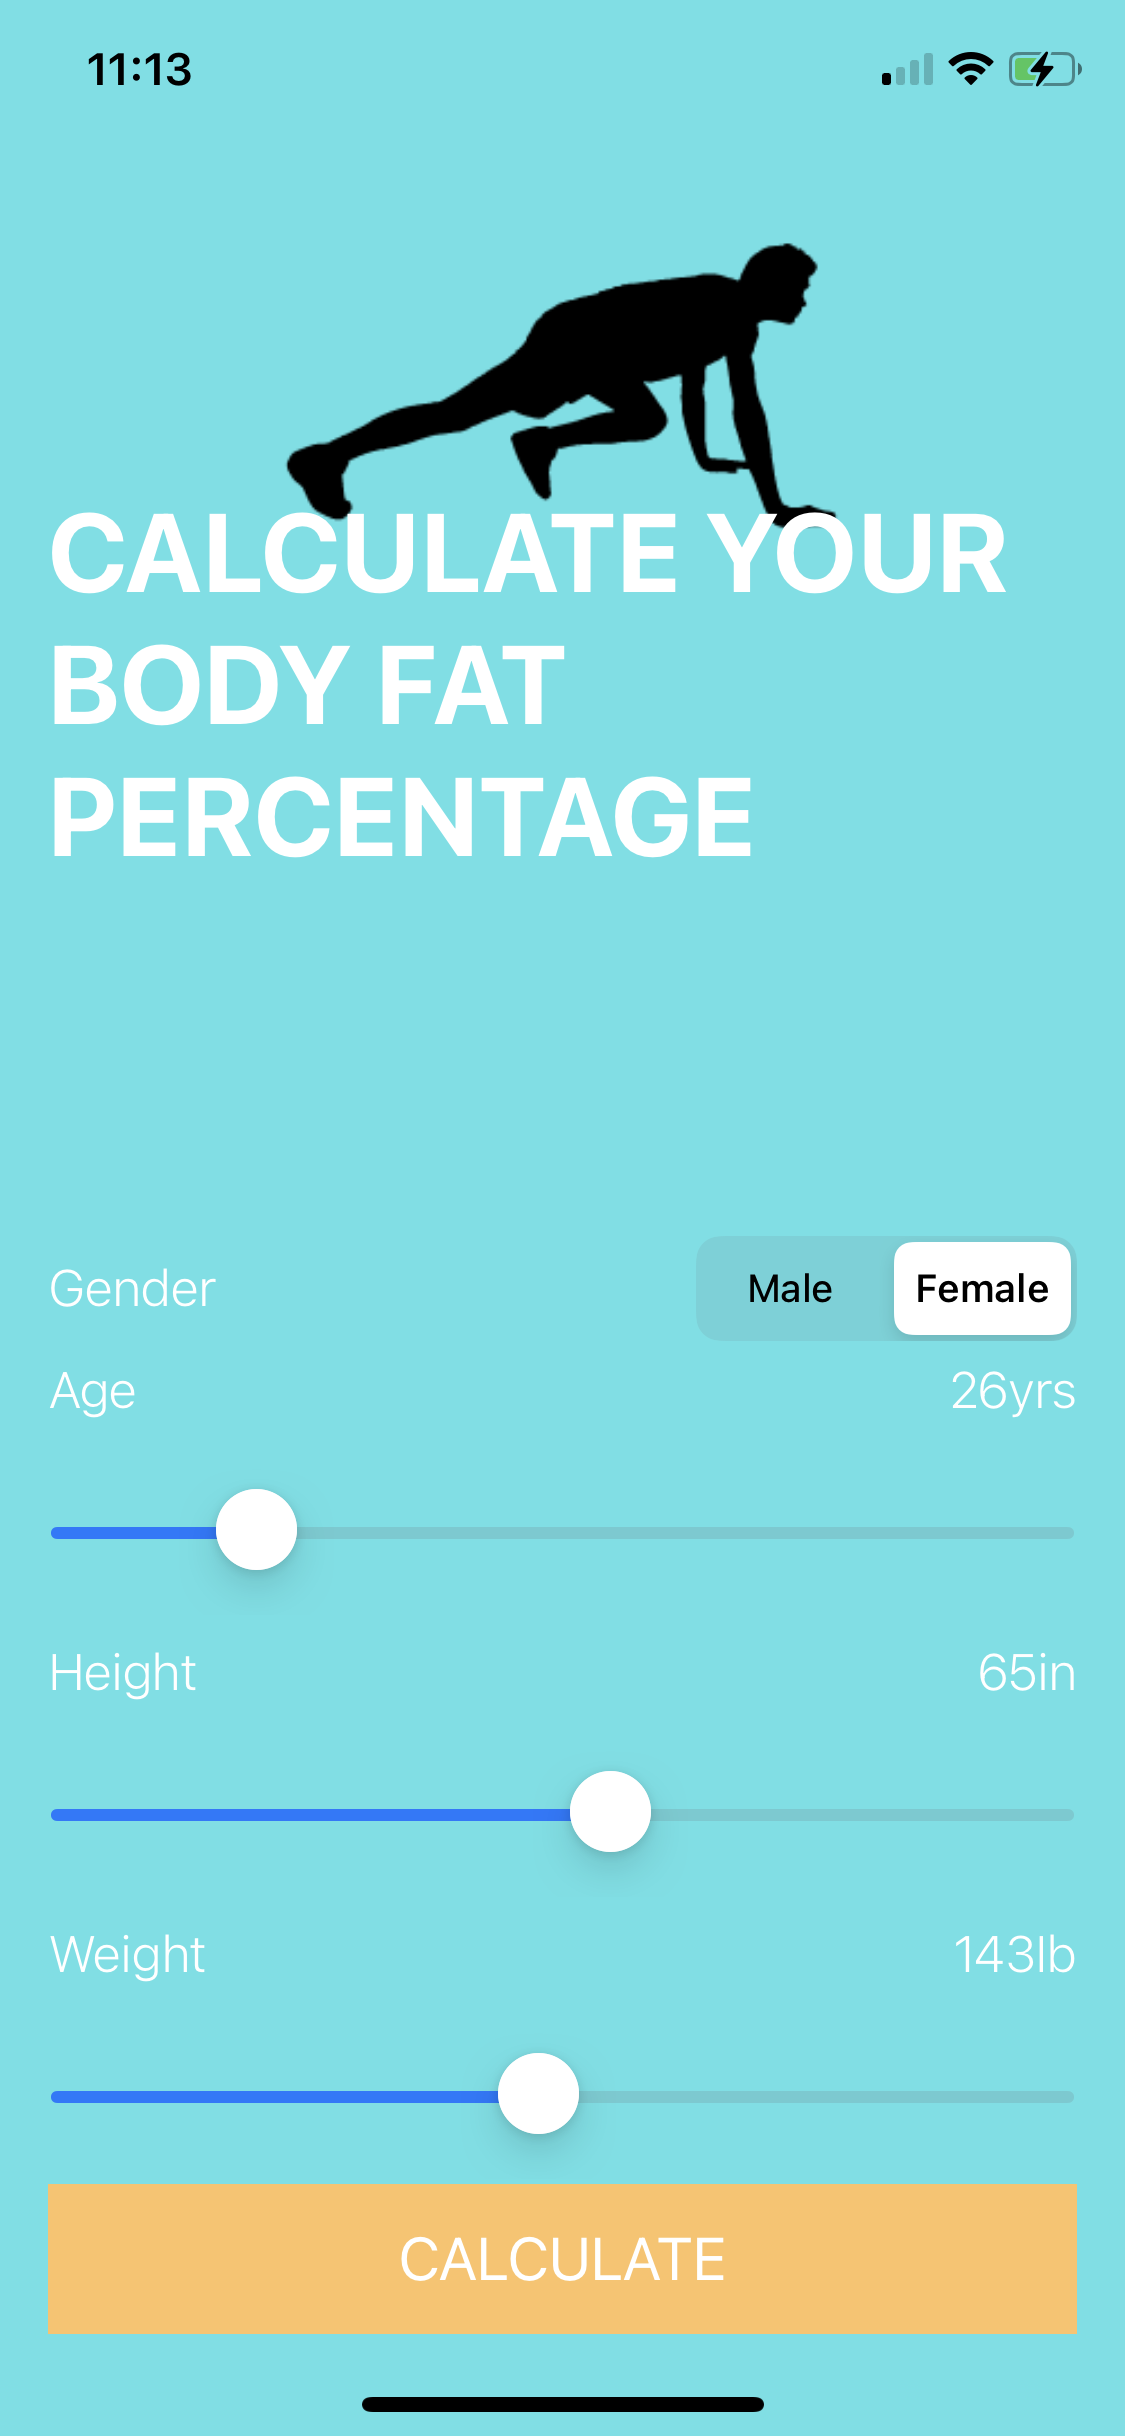 11:13
CALCULATE YOUR
BODY FAT
PERCENTAGE
Gender Male Female
Age 26yrs
Height 65in
Weight 143lb
CALCULATE